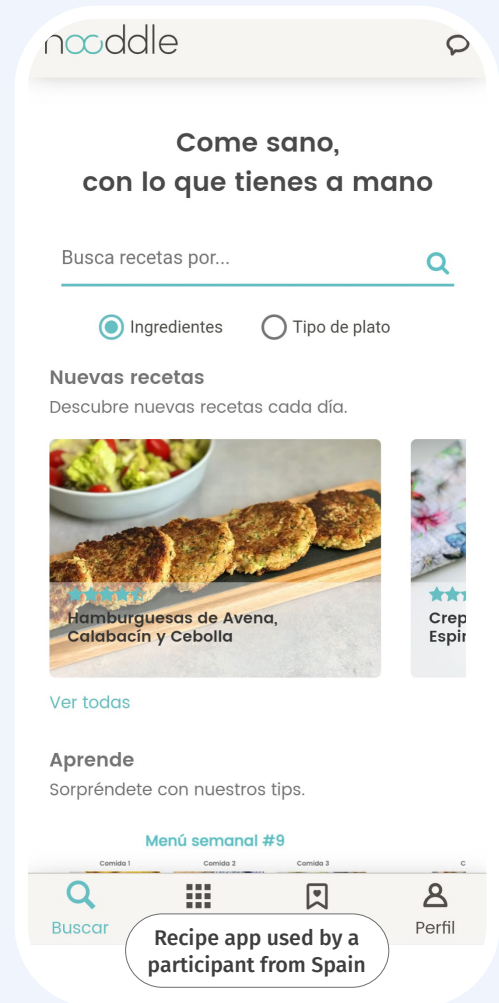 nooddle
Come sano,
con lo que tienes a mano
Busca recetas por...
Ingredientes
Tipo de plato
Nuevas recetas
Descubre nuevas recetas cada día.
Hamburguesas de Avena,
Calabacín y Cebolla
Crep
Espin
Ver todas
Aprende
Sorpréndete con nuestros tips.
Menú semanal #9
Comida 1
Comida 2
Comida 3
C
Buscar
Perfil
Recipe app used by a
participant from Spain